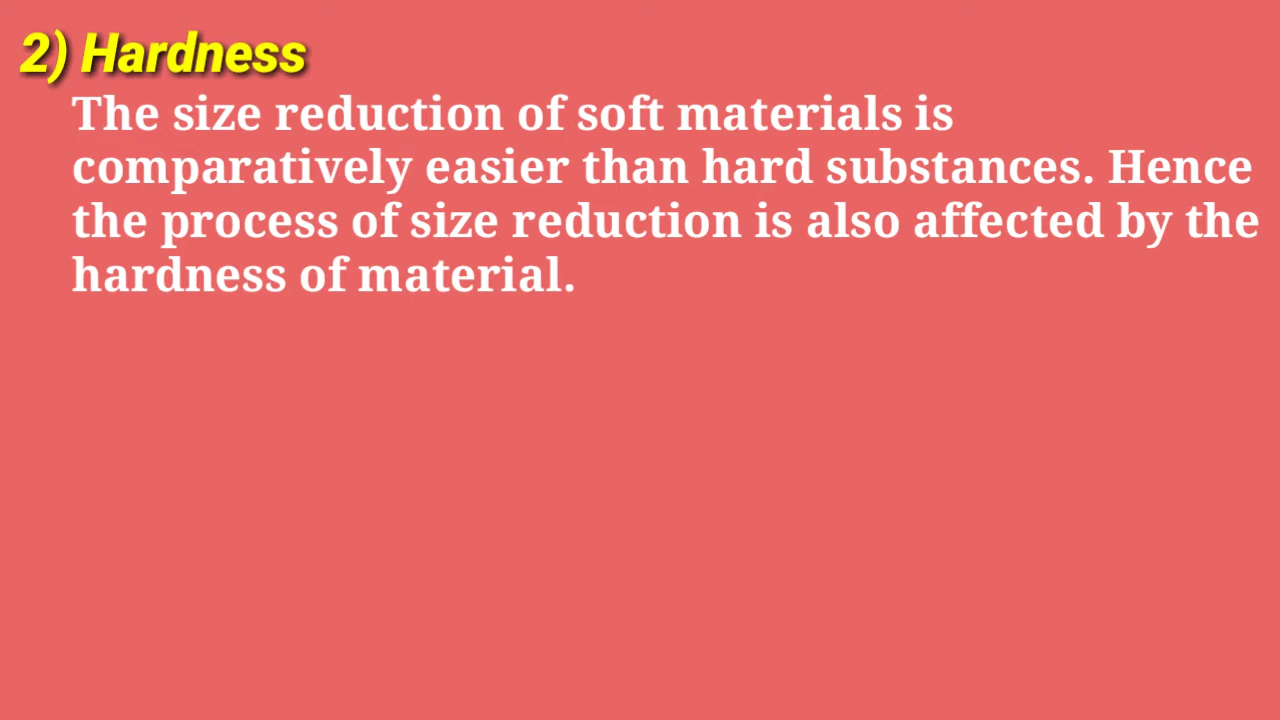 2) Hardness
The size reduction of soft materials is
comparatively easier than hard substances. Hence
the process of size reduction is also affected by the
hardness of material.